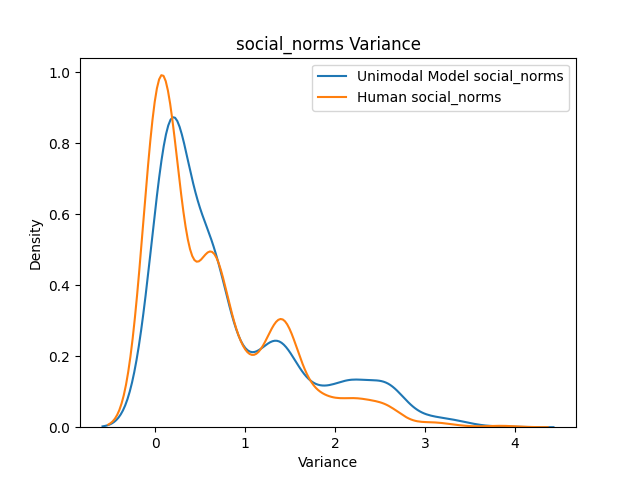 social_norms Variance
Unimodal Model social_norms
Human social_norms
1.0
0.8
0.6
0.4
0.2
0.0
Density
0
1
2
3
4
Variance